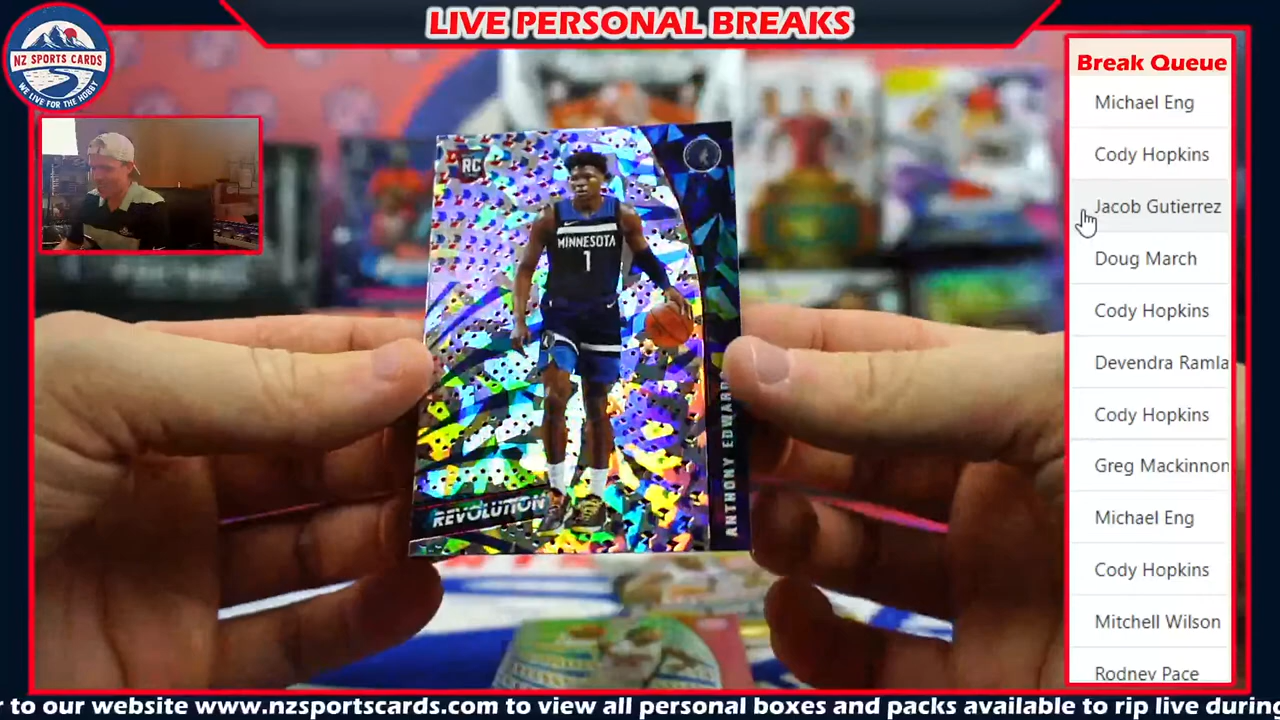 LIVE PERSONAL BREAKS
NZ SPORTS CARDS
WE LIVE FOR THE HOBBY
Break Queue
Michael Eng
Cody Hopkins
Jacob Gutierrez
Doug March
Cody Hopkins
Devendra Ramla
Cody Hopkins
Greg Mackinnon
Michael Eng
Cody Hopkins
Mitchell Wilson
Rodney Pace
RC
MINNESOTA
1
REVOLUTION
ANTHONY EDWARD
r to our website www.nzsportscards.com to view all personal boxes and packs available to rip live during